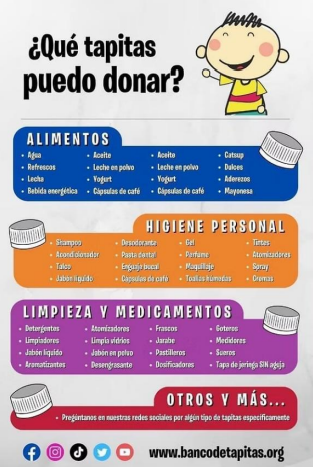 ¿Qué tapitas
puedo donar?
ALIMENTOS
• Agua
• Refrescos
• Leche
• Bebida energética
• Aceite
• Leche en polvo
• Yogurt
• Cápsulas de café
• Aceite
• Leche en polvo
• Yogurt
• Cápsulas de café
• Catsup
• Dulces
• Aderezos
• Mayonesa
HIGIENE PERSONAL
• Shampoo
• Acondicionador
• Talco
• Jabón líquido
• Desodorante
• Pasta dental
• Enjuage bucal
• Cápsulas de café
• Gel
• Perfume
• Maquillaje
• Toallas húmedas
• Tintes
• Atomizadores
• Spray
• Cremas
LIMPIEZA Y MEDICAMENTOS
• Detergentes
• Limpiadores
• Jabón líquido
• Aromatizantes
• Atomizadores
• Limpia vidrios
• Jabón en polvo
• Desengrasante
• Frascos
• Jarabe
• Pastilleros
• Dosificadores
• Goteros
• Medidores
• Sueros
• Tapa de jeringa SIN aguja
OTROS Y MÁS...
• Pregúntanos en nuestras redes sociales por algún tipo de tapitas específicamente
www.bancodetapitas.org